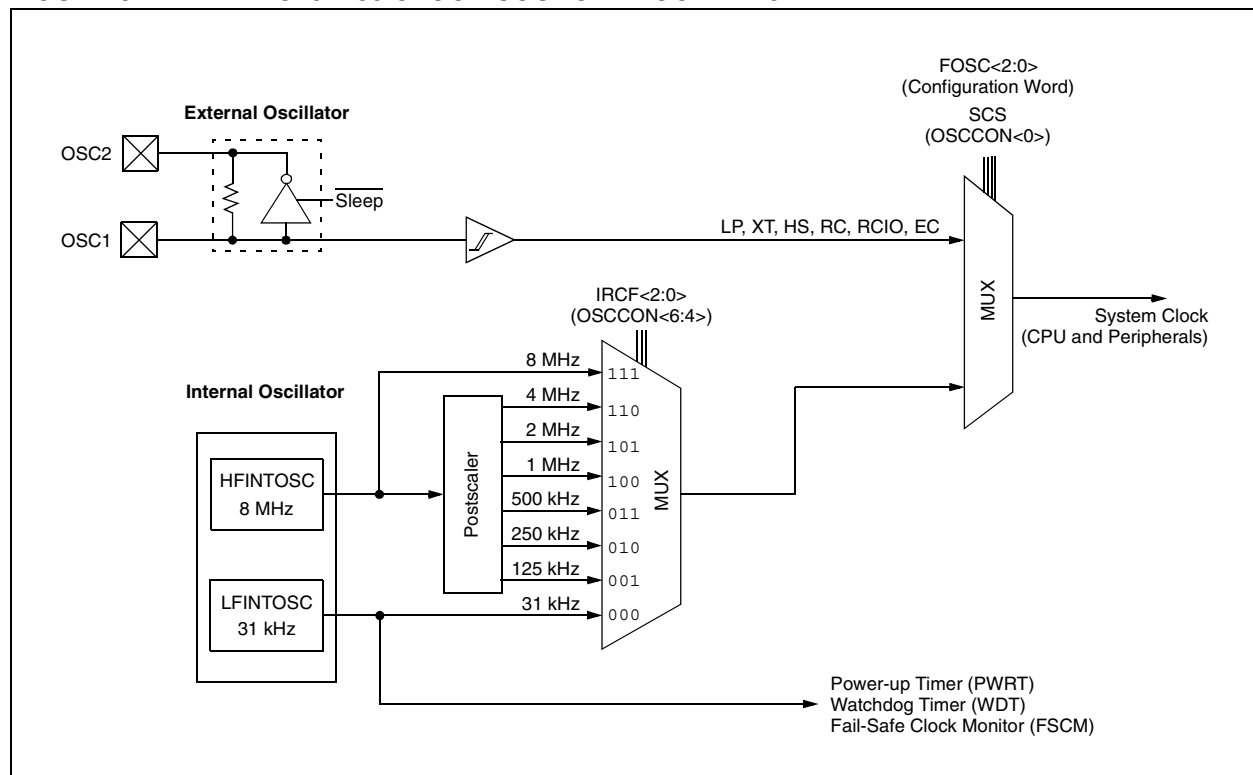 FOSC<2:0>
(Configuration Word)
SCS
(OSCCON<0>)
External Oscillator
OSC2
Sleep
OSC1
LP, XT, HS, RC, RCIO, EC
MUX
System Clock
(CPU and Peripherals)
IRCF<2:0>
(OSCCON<6:4>)
Internal Oscillator
HFINTOSC
8 MHz
LFINTOSC
31 kHz
Postscaler
8 MHz
111
4 MHz
110
2 MHz
101
1 MHz
100
500 kHz
011
250 kHz
010
125 kHz
001
31 kHz
000
MUX
Power-up Timer (PWRT)
Watchdog Timer (WDT)
Fail-Safe Clock Monitor (FSCM)